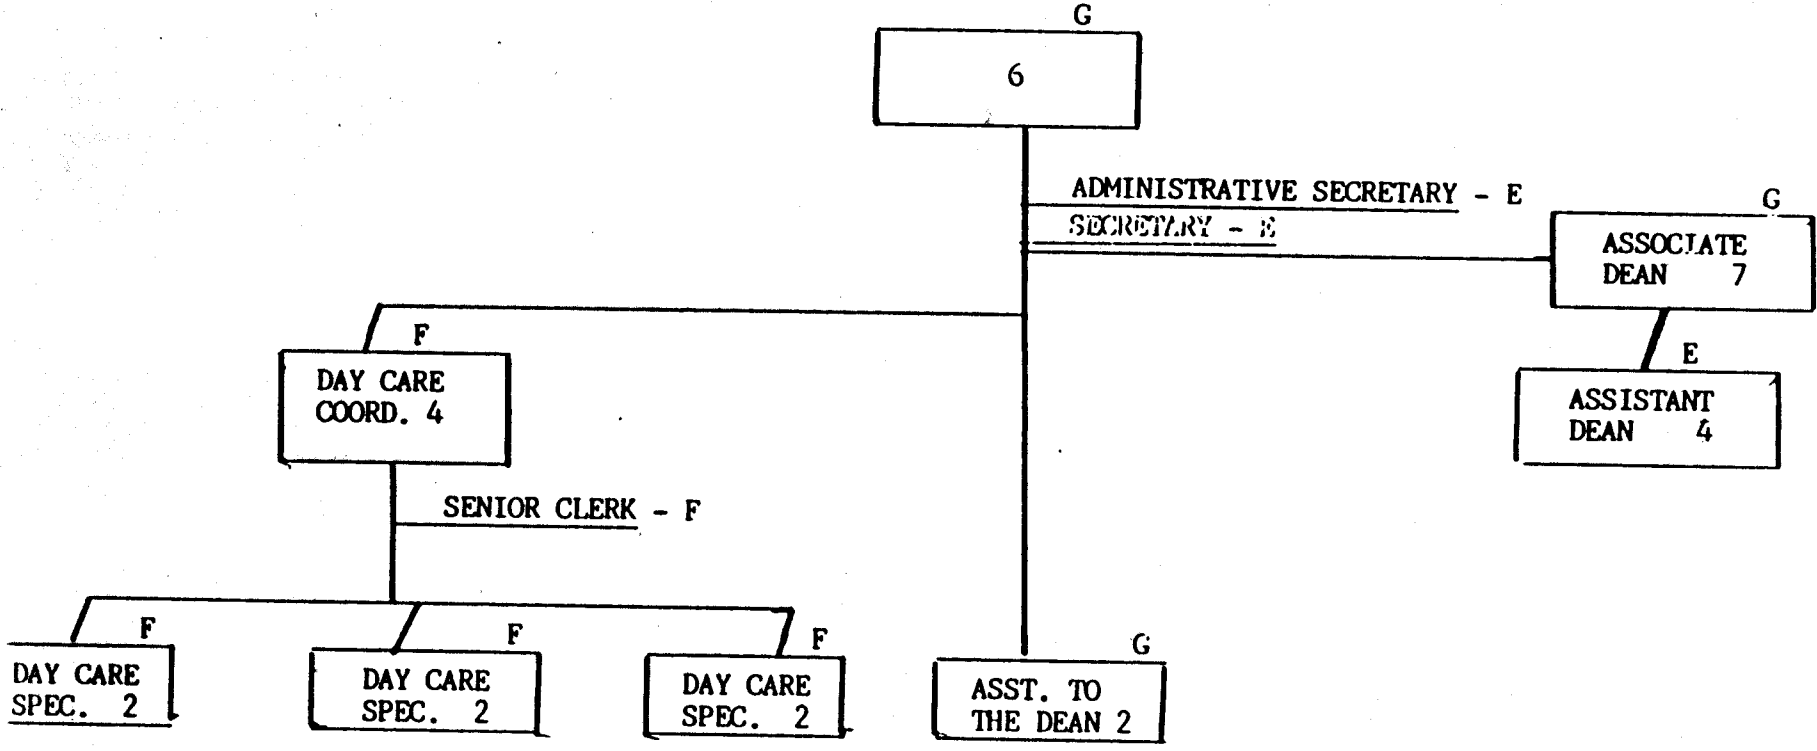 G
6
ADMINISTRATIVE SECRETARY - E
SECRETARY - E
G
ASSOCIATE
DEAN 7
E
ASSISTANT
DEAN 4
F
DAY CARE
COORD. 4
SENIOR CLERK - F
F
DAY CARE
SPEC. 2
F
DAY CARE
SPEC. 2
F
DAY CARE
SPEC. 2
G
ASST. TO
THE DEAN 2